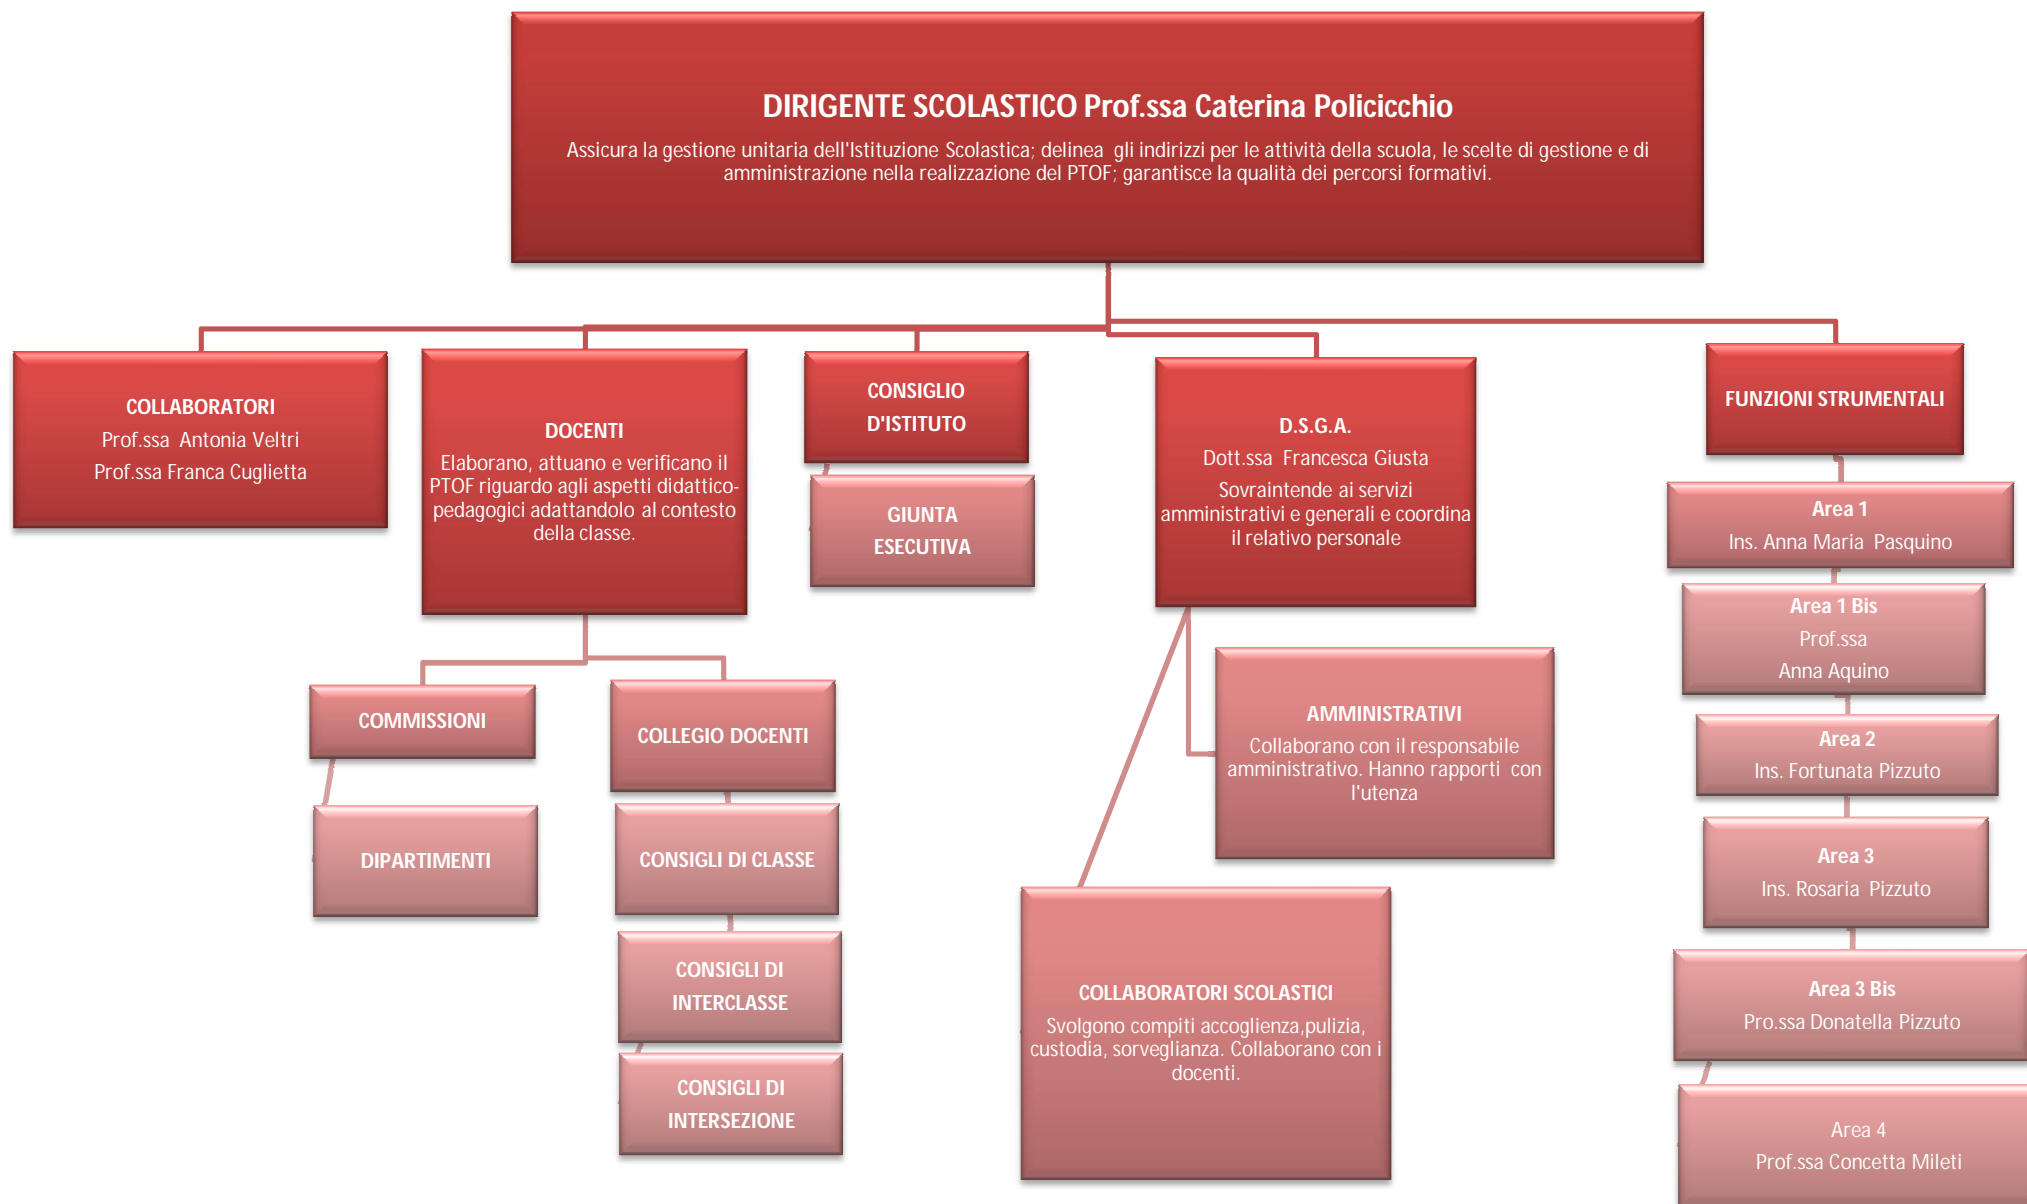 DIRIGENTE SCOLASTICO Prof.ssa Caterina Policicchio
Assicura la gestione unitaria dell'Istituzione Scolastica; delinea gli indirizzi per le attività della scuola, le scelte di gestione e di
amministrazione nella realizzazione del PTOF; garantisce la qualità dei percorsi formativi.
COLLABORATORI
Prof.ssa Antonia Veltri
Prof.ssa Franca Cuglietta
DOCENTI
Elaborano, attuano e verificano il
PTOF riguardo agli aspetti didattico-
pedagogici adattandolo al contesto
della classe.
COMMISSIONI
DIPARTIMENTI
COLLEGIO DOCENTI
CONSIGLI DI CLASSE
CONSIGLI DI
INTERCLASSE
CONSIGLI DI
INTERSEZIONE
CONSIGLIO
D'ISTITUTO
GIUNTA
ESECUTIVA
D.S.G.A.
Dott.ssa Francesca Giusta
Sovraintende ai servizi
amministrativi e generali e coordina
il relativo personale
AMMINISTRATIVI
Collaborano con il responsabile
amministrativo. Hanno rapporti con
l'utenza
COLLABORATORI SCOLASTICI
Svolgono compiti accoglienza,pulizia,
custodia, sorveglianza. Collaborano con i
docenti.
FUNZIONI STRUMENTALI
Area 1
Ins. Anna Maria Pasquino
Area 1 Bis
Prof.ssa
Anna Aquino
Area 2
Ins. Fortunata Pizzuto
Area 3
Ins. Rosaria Pizzuto
Area 3 Bis
Pro.ssa Donatella Pizzuto
Area 4
Prof.ssa Concetta Mileti